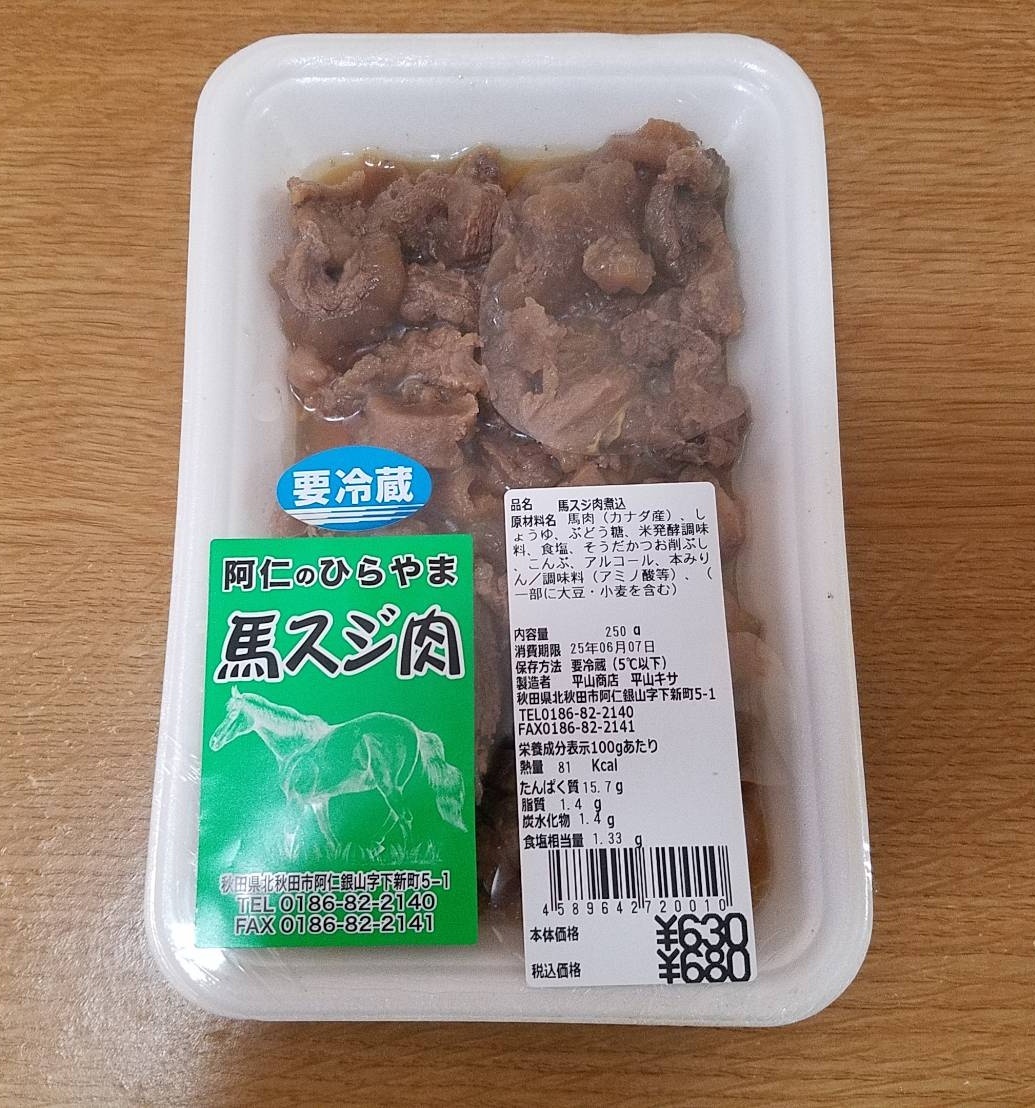 要冷蔵
阿仁のひらやま
馬スジ肉
秋田県北秋田市阿仁銀山字下新町5-1
TEL 0186-82-2140
FAX 0186-82-2141
品名 馬スジ肉煮込
原材料名 馬肉（カナダ産）、し
ょうゆ、ぶどう糖、米発酵調味
料、食塩、そうだかつお削ぶし
、こんぶ、アルコール、本みり
ん／調味料（アミノ酸等）、（
一部に大豆・小麦を含む）
内容量 250 g
消費期限 25年06月07日
保存方法 要冷蔵（5℃以下）
製造者 平山商店 平山キサ
秋田県北秋田市阿仁銀山字下新町5-1
TEL0186-82-2140
FAX0186-82-2141
栄養成分表示100gあたり
熱量 81 Kcal
たんぱく質 15.7 g
脂質 1.4 g
炭水化物 1.4 g
食塩相当量 1.33 g
4589642720010
本体価格 ¥630
税込価格 ¥680